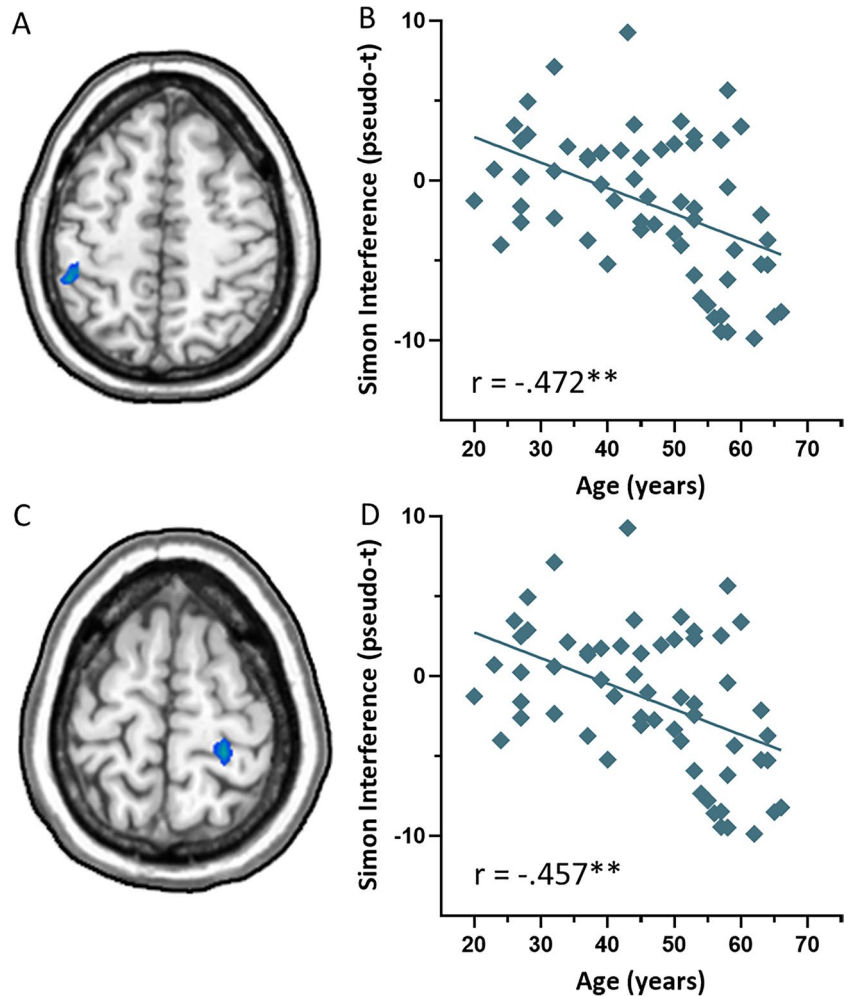 A
B
Simon Interference (pseudo-t)
10
0
-10
r = -.472**
20 30 40 50 60 70
Age (years)
C
D
Simon Interference (pseudo-t)
10
0
-10
r = -.457**
20 30 40 50 60 70
Age (years)